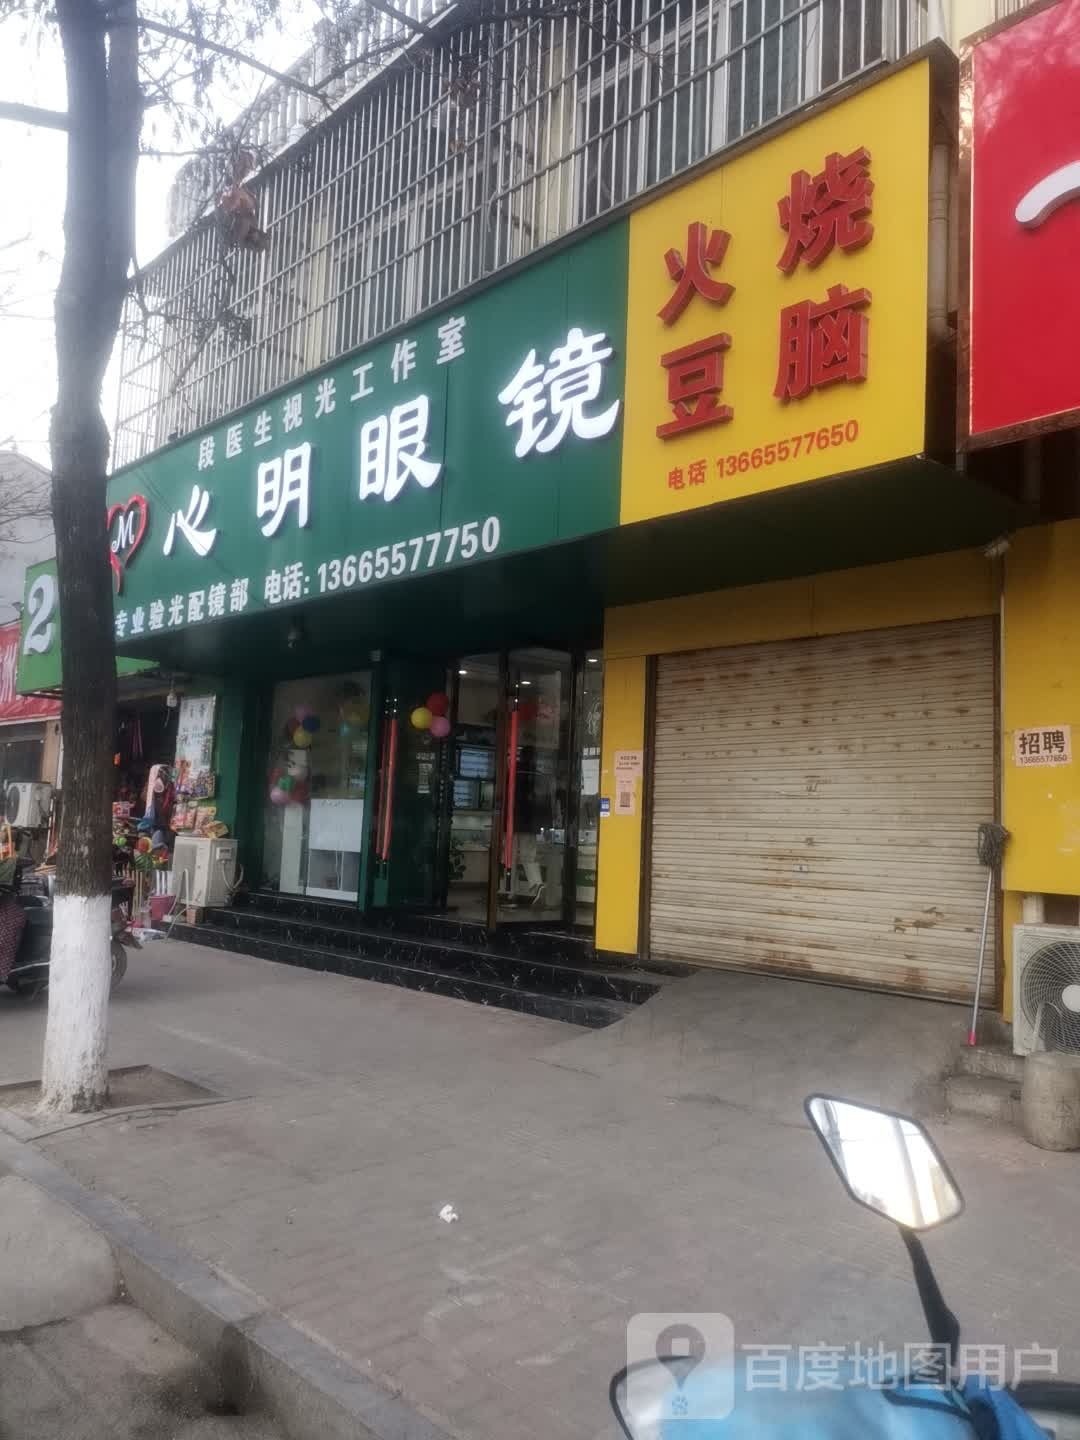 段医生视光工作室
M
心明眼镜
专业验光配镜部 电话: 13665577750
2
火烧
豆脑
电话 13665577650
招聘
13665577650
百度地图用户